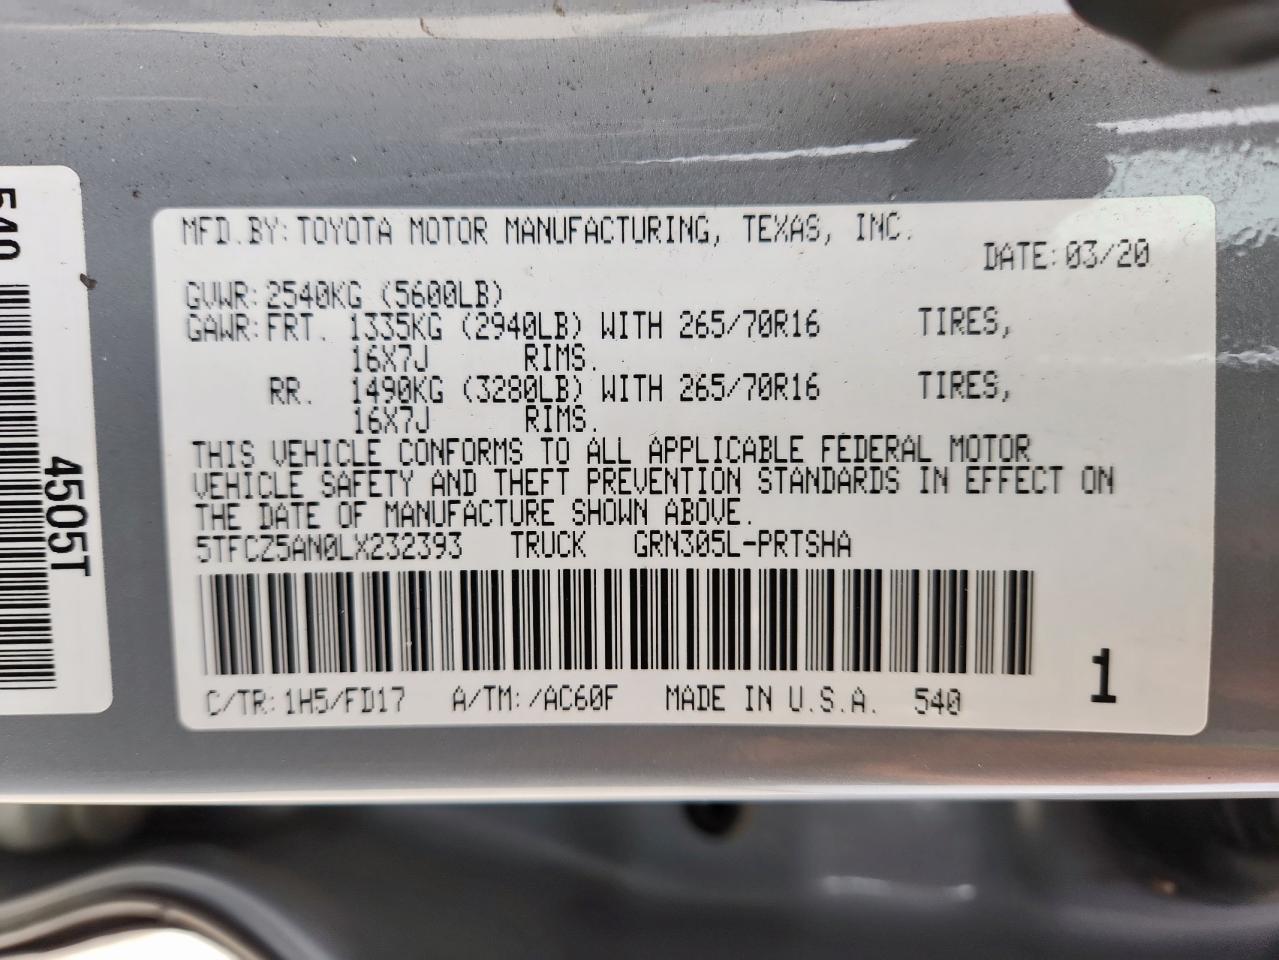 MFD.BY:TOYOTA MOTOR MANUFACTURING, TEXAS, INC.
DATE:03/20
GVWR:2540KG (5600LB)
GAWR:FRT. 1335KG (2940LB) WITH 265/70R16 TIRES,
16X7J RIMS.
RR. 1490KG (3280LB) WITH 265/70R16 TIRES,
16X7J RIMS.
THIS VEHICLE CONFORMS TO ALL APPLICABLE FEDERAL MOTOR
VEHICLE SAFETY AND THEFT PREVENTION STANDARDS IN EFFECT ON
THE DATE OF MANUFACTURE SHOWN ABOVE.
5TFCZ5AN0LX232393 TRUCK GRN305L-PRTSHA
C/TR:1H5/FD17 A/TM:/AC60F MADE IN U.S.A. 540
1
540
4505T